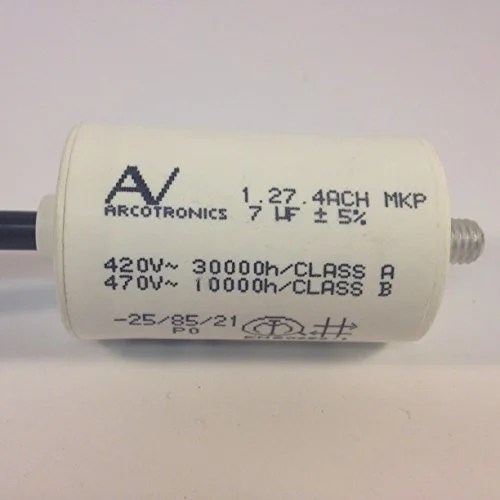 AV
ARCOTRONICS
1.27.4ACH MKP
7 µF ± 5%
420V~ 30000h/CLASS A
470V~ 10000h/CLASS B
-25/85/21
P0